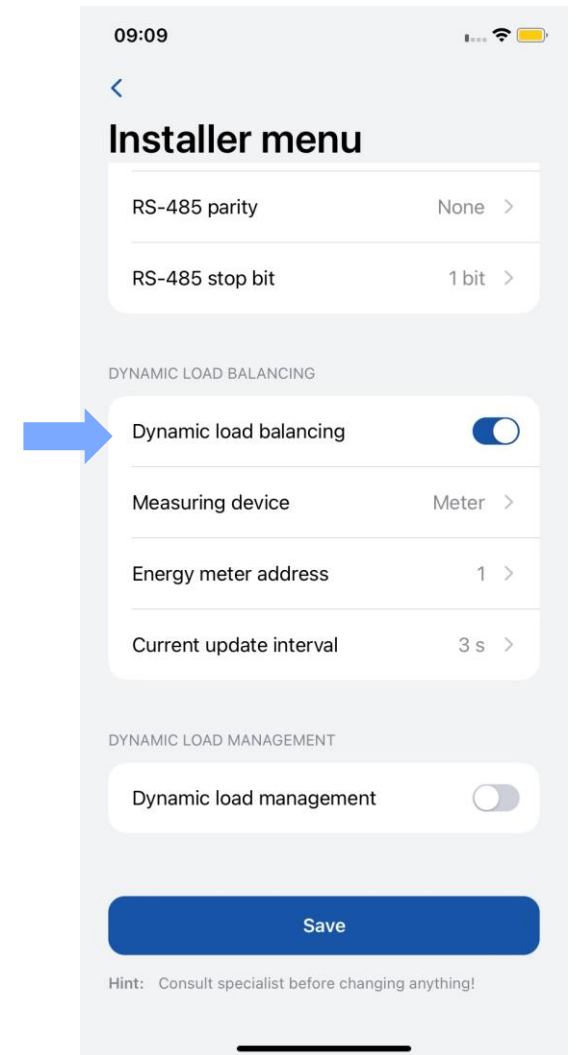 09:09
Installer menu
RS-485 parity None
RS-485 stop bit 1 bit
DYNAMIC LOAD BALANCING
Dynamic load balancing
Measuring device Meter
Energy meter address 1
Current update interval 3 s
DYNAMIC LOAD MANAGEMENT
Dynamic load management
Save
Hint: Consult specialist before changing anything!